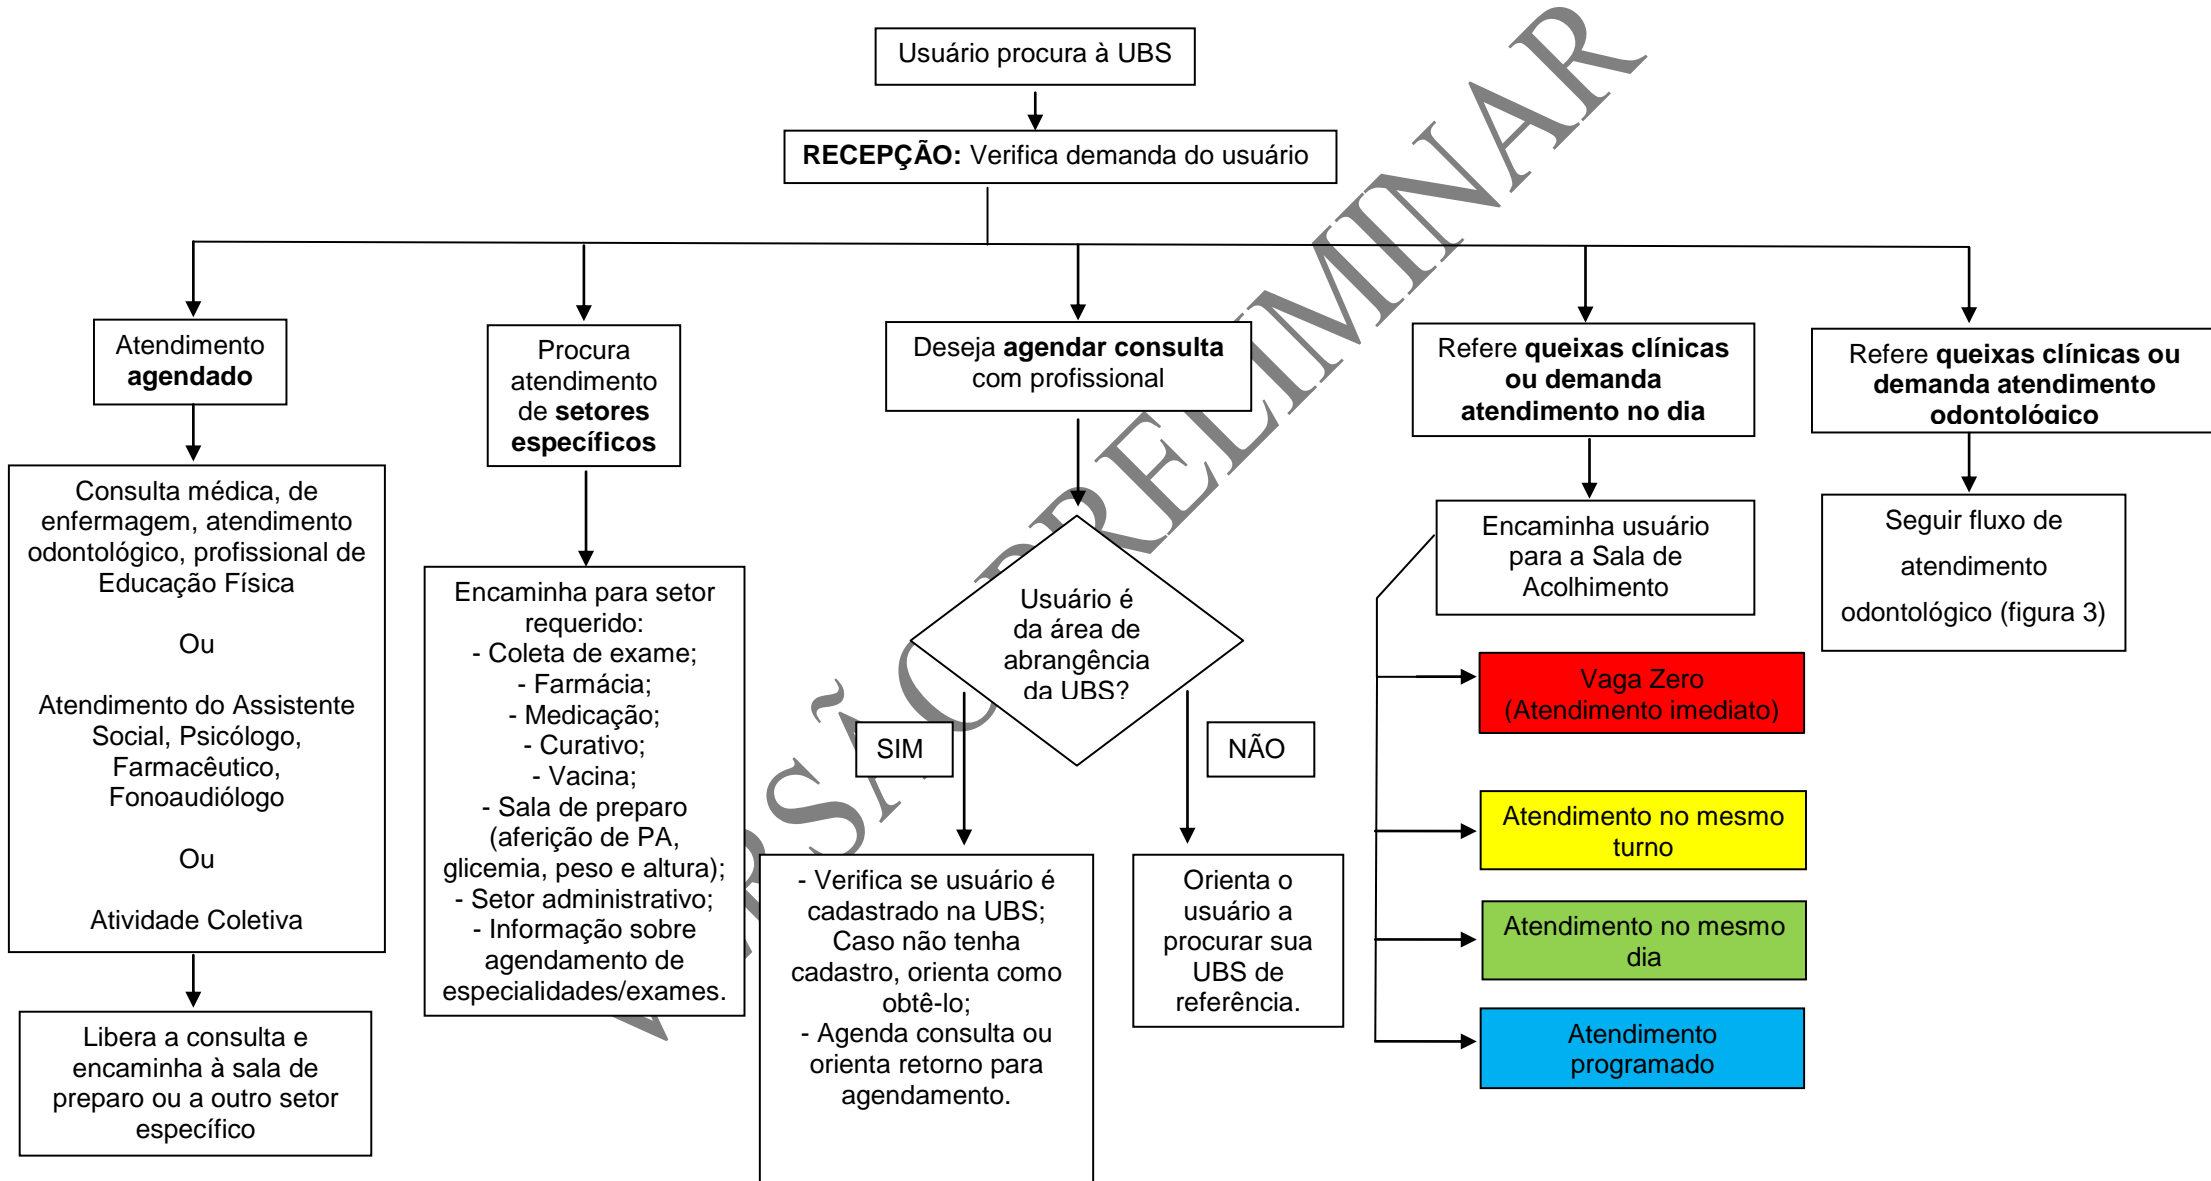 Usuário procura à UBS
RECEPÇÃO: Verifica demanda do usuário
Atendimento
agendado
Consulta médica, de
enfermagem, atendimento
odontológico, profissional de
Educação Física
Ou
Atendimento do Assistente
Social, Psicólogo,
Farmacêutico,
Fonoaudiólogo
Ou
Atividade Coletiva
Libera a consulta e
encaminha à sala de
preparo ou a outro setor
específico
Procura
atendimento
de setores
específicos
Encaminha para setor
requerido:
- Coleta de exame;
- Farmácia;
- Medicação;
- Curativo;
- Vacina;
- Sala de preparo
(aferição de PA,
glicemia, peso e altura);
- Setor administrativo;
- Informação sobre
agendamento de
especialidades/exames.
Deseja agendar consulta
com profissional
Usuário é
da área de
abrangência
da UBS?
SIM
NÃO
- Verifica se usuário é
cadastrado na UBS;
Caso não tenha
cadastro, orienta como
obtê-lo;
- Agenda consulta ou
orienta retorno para
agendamento.
Orienta o
usuário a
procurar sua
UBS de
referência.
Refere queixas clínicas
ou demanda
atendimento no dia
Encaminha usuário
para a Sala de
Acolhimento
Vaga Zero
(Atendimento imediato)
Atendimento no mesmo
turno
Atendimento no mesmo
dia
Atendimento
programado
Refere queixas clínicas ou
demanda atendimento
odontológico
Seguir fluxo de
atendimento
odontológico (figura 3)
VERSÃO PRELIMINAR